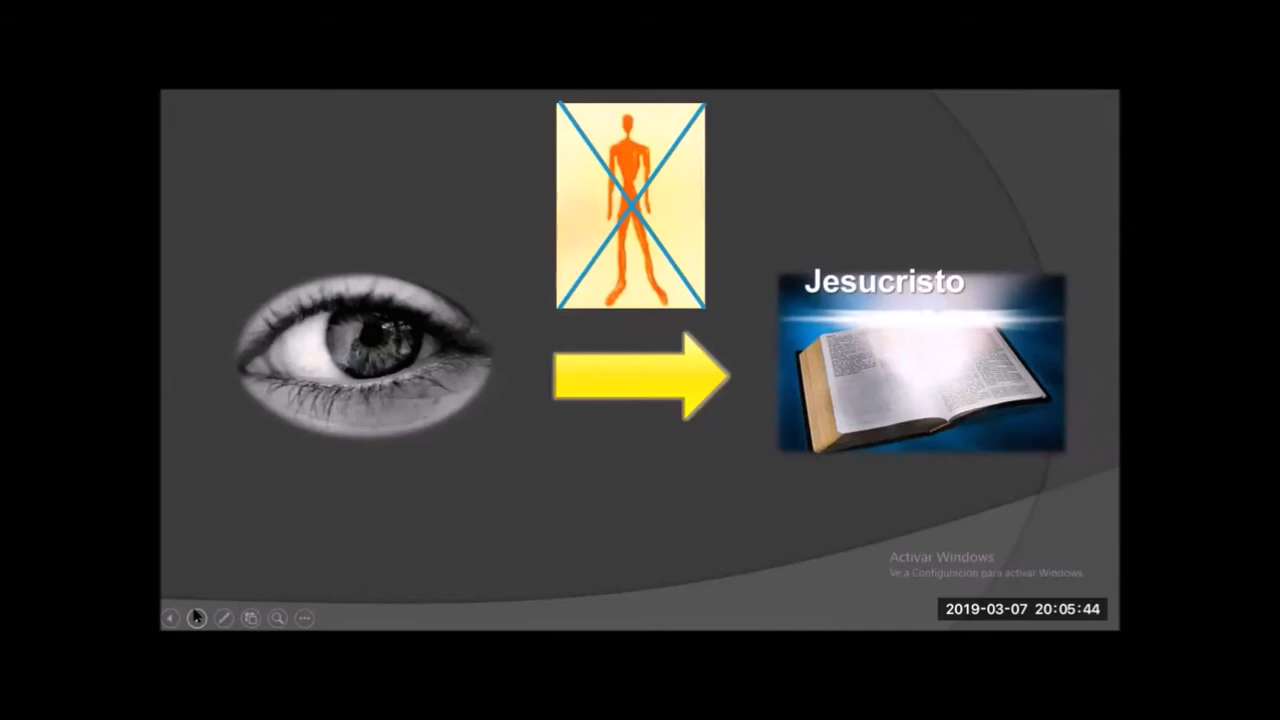 Jesucristo
Activar Windows
Ve a Configuración para activar Windows.
2019-03-07 20:05:44